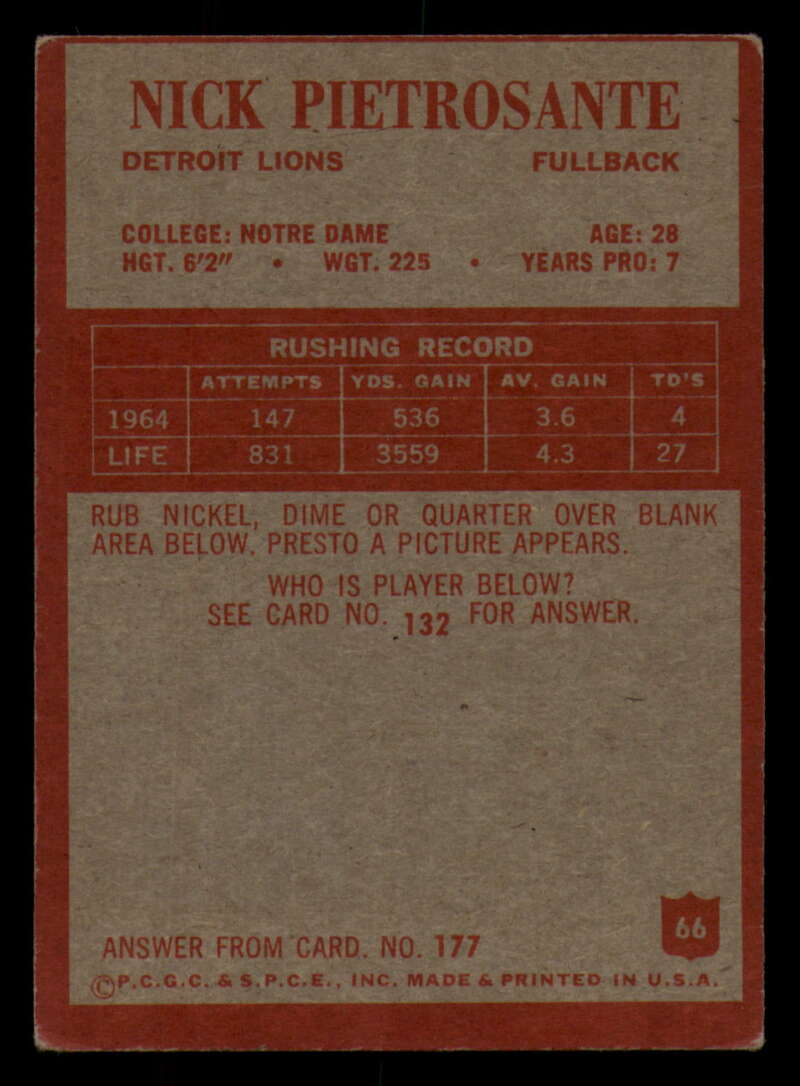 NICK PIETROSANTE
DETROIT LIONS FULLBACK
COLLEGE: NOTRE DAME AGE: 28
HGT. 6'2" • WGT. 225 • YEARS PRO: 7
RUSHING RECORD
ATTEMPTS YDS. GAIN AV. GAIN TD'S
1964 147 536 3.6 4
LIFE 831 3559 4.3 27
RUB NICKEL, DIME OR QUARTER OVER BLANK
AREA BELOW. PRESTO A PICTURE APPEARS.
WHO IS PLAYER BELOW?
SEE CARD NO. 132 FOR ANSWER.
66
ANSWER FROM CARD. NO. 177
©P.C.G.C. & S.P.C.E., INC. MADE & PRINTED IN U.S.A.